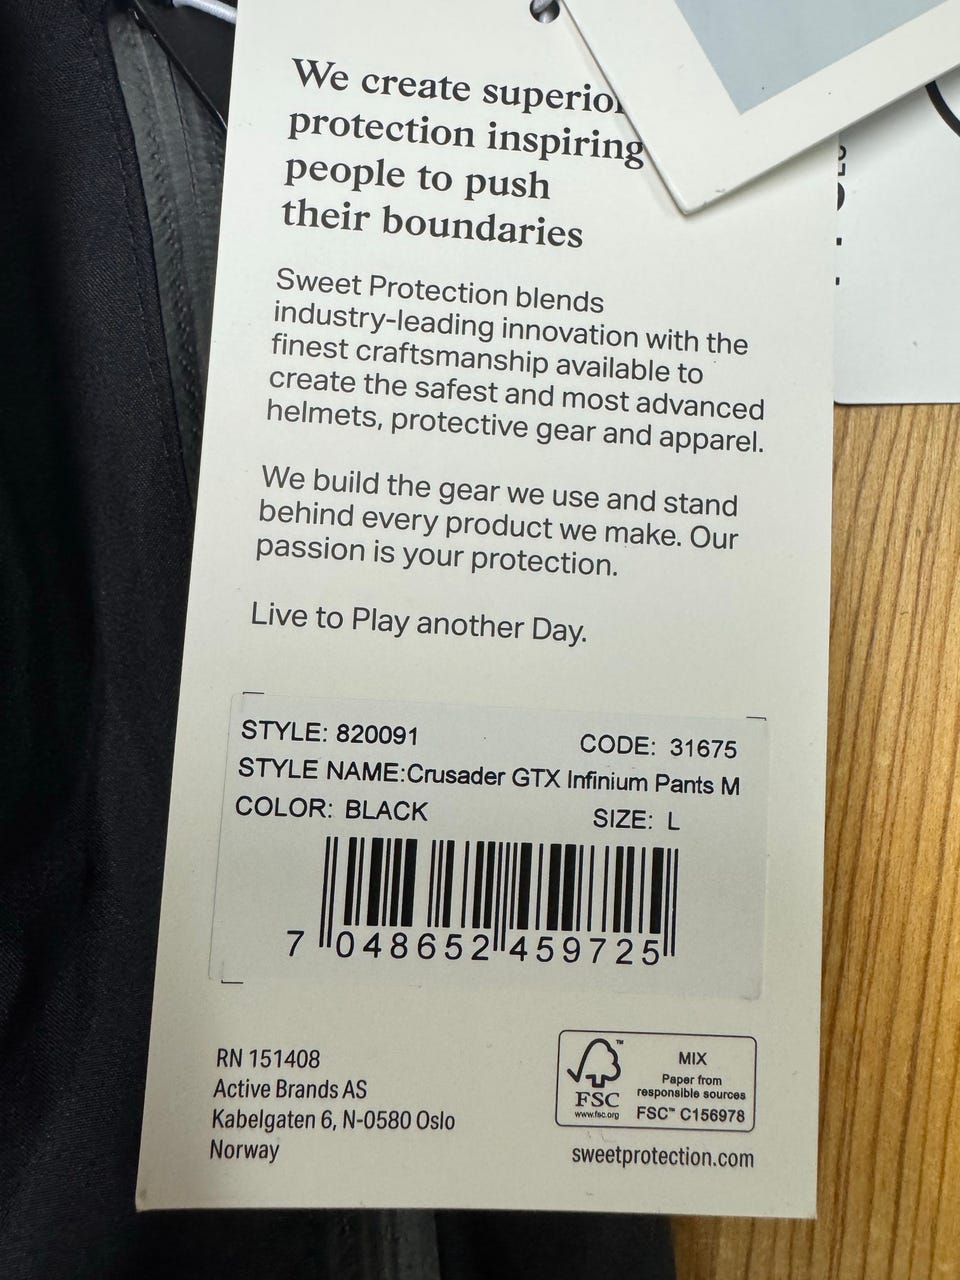 We create superior
protection inspiring
people to push
their boundaries
Sweet Protection blends
industry-leading innovation with the
finest craftsmanship available to
create the safest and most advanced
helmets, protective gear and apparel.
We build the gear we use and stand
behind every product we make. Our
passion is your protection.
Live to Play another Day.
STYLE: 820091 CODE: 31675
STYLE NAME:Crusader GTX Infinium Pants M
COLOR: BLACK SIZE: L
7 048652 459725
RN 151408
Active Brands AS
Kabelgaten 6, N-0580 Oslo
Norway
FSC™
www.fsc.org
MIX
Paper from
responsible sources
FSC™ C156978
sweetprotection.com